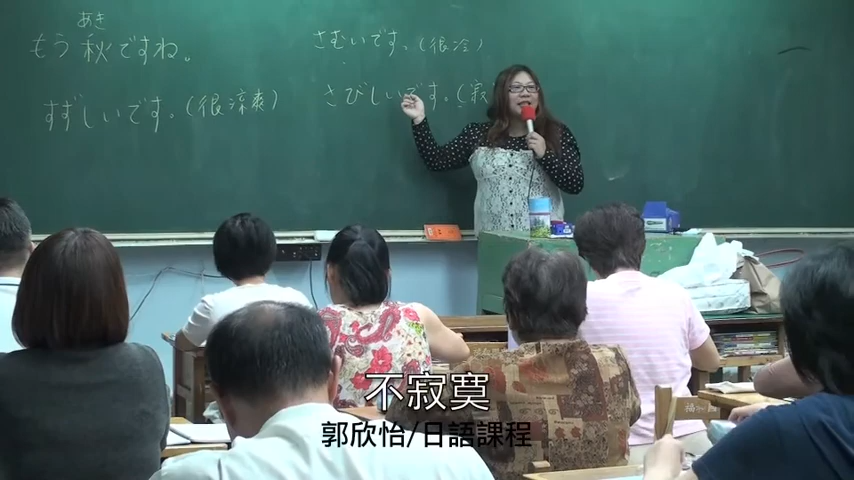 あき
もう 秋ですね。
すずしいです。(很涼爽)
さむいです。(很冷)
さびしいです。(寂
不寂寞
郭欣怡/日語課程